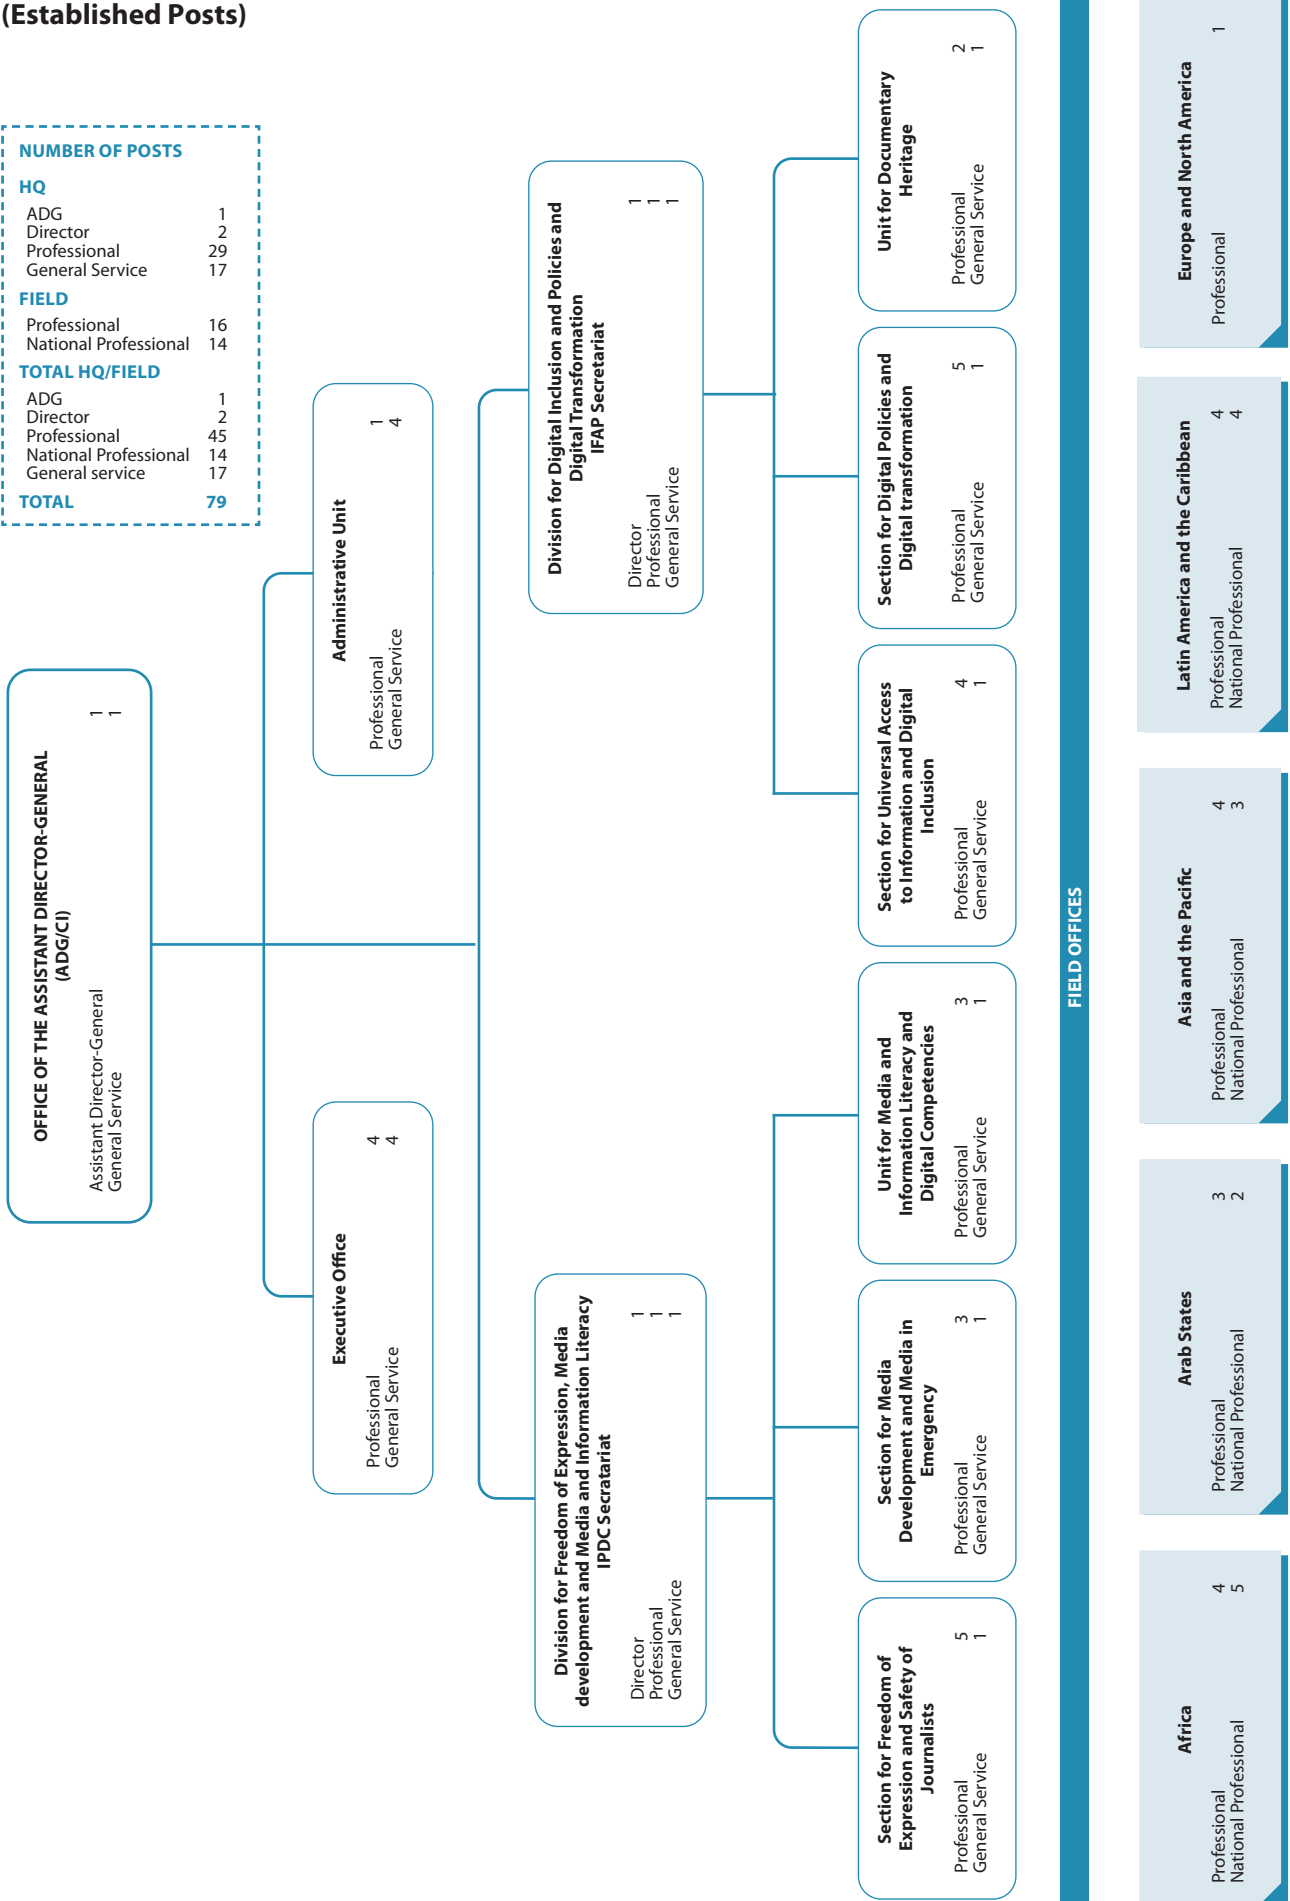 (Established Posts)
NUMBER OF POSTS
HQ
ADG 1
Director 2
Professional 29
General Service 17
FIELD
Professional 16
National Professional 14
TOTAL HQ/FIELD
ADG 1
Director 2
Professional 45
National Professional 14
General service 17
TOTAL 79
OFFICE OF THE ASSISTANT DIRECTOR-GENERAL
(ADG/CI)
Assistant Director-General 1
General Service 1
Executive Office
Professional 4
General Service 4
Administrative Unit
Professional 1
General Service 4
Division for Freedom of Expression, Media
development and Media and Information Literacy
IPDC Secratariat
Director 1
Professional 1
General Service 1
Division for Digital Inclusion and Policies and
Digital Transformation
IFAP Secretariat
Director 1
Professional 1
General Service 1
Section for Freedom of
Expression and Safety of
Journalists
Professional 5
General Service 1
Section for Media
Development and Media in
Emergency
Professional 3
General Service 1
Unit for Media and
Information Literacy and
Digital Competencies
Professional 3
General Service 1
Section for Universal Access
to Information and Digital
Inclusion
Professional 4
General Service 1
Section for Digital Policies and
Digital transformation
Professional 5
General Service 1
Unit for Documentary
Heritage
Professional 2
General Service 1
FIELD OFFICES
Africa
Professional 4
National Professional 5
Arab States
Professional 3
National Professional 2
Asia and the Pacific
Professional 4
National Professional 3
Latin America and the Caribbean
Professional 4
National Professional 4
Europe and North America
Professional 1